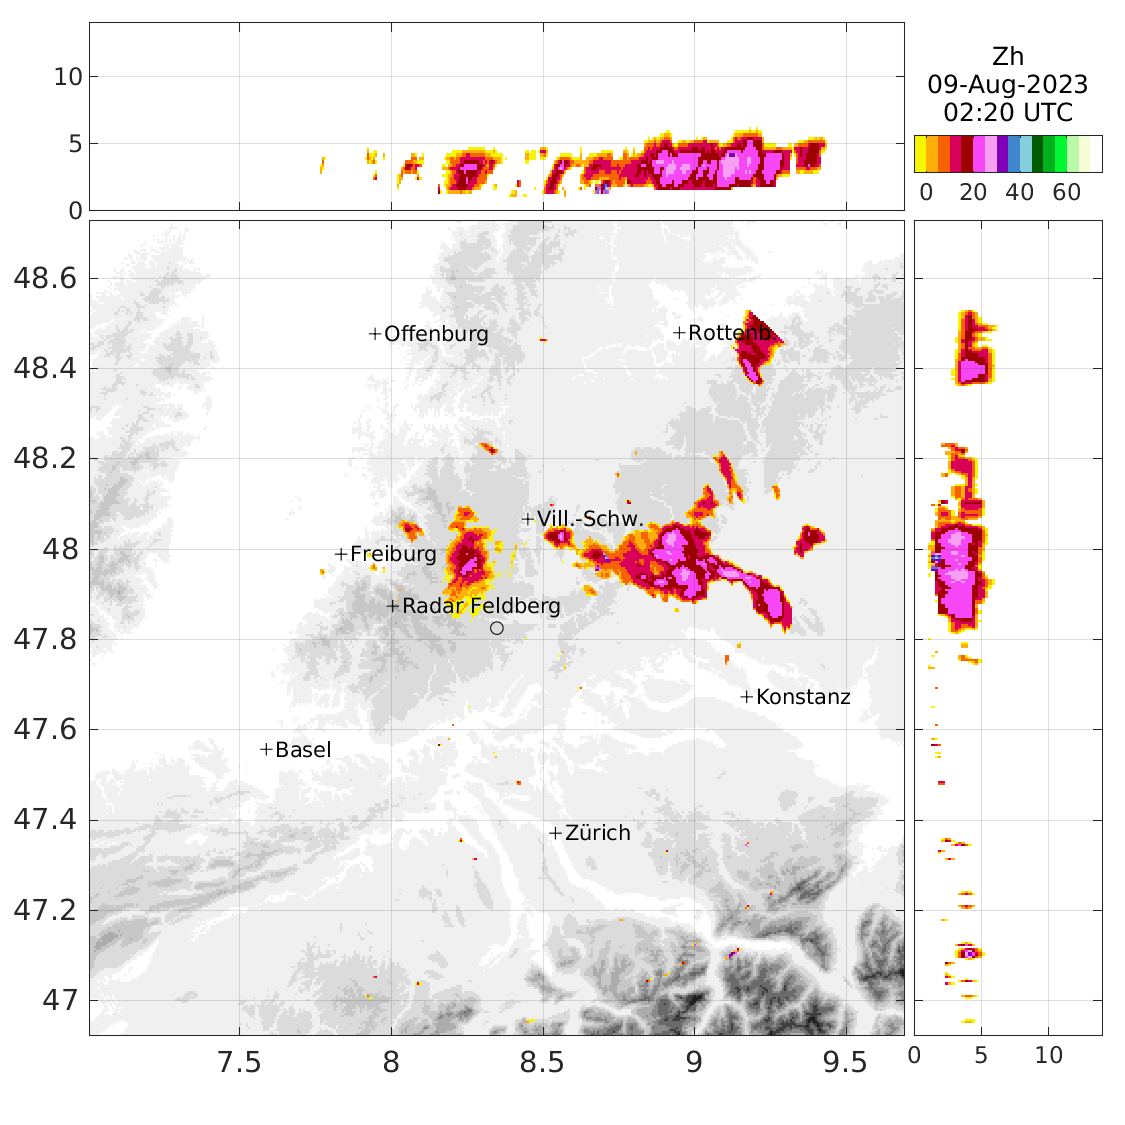 Zh
09-Aug-2023
02:20 UTC
0 20 40 60
10
5
0
48.6
48.4
48.2
48
47.8
47.6
47.4
47.2
47
Offenburg
Rottenb.
Vill.-Schw.
Freiburg
Radar Feldberg
Konstanz
Basel
Zürich
7.5 8 8.5 9 9.5
0 5 10